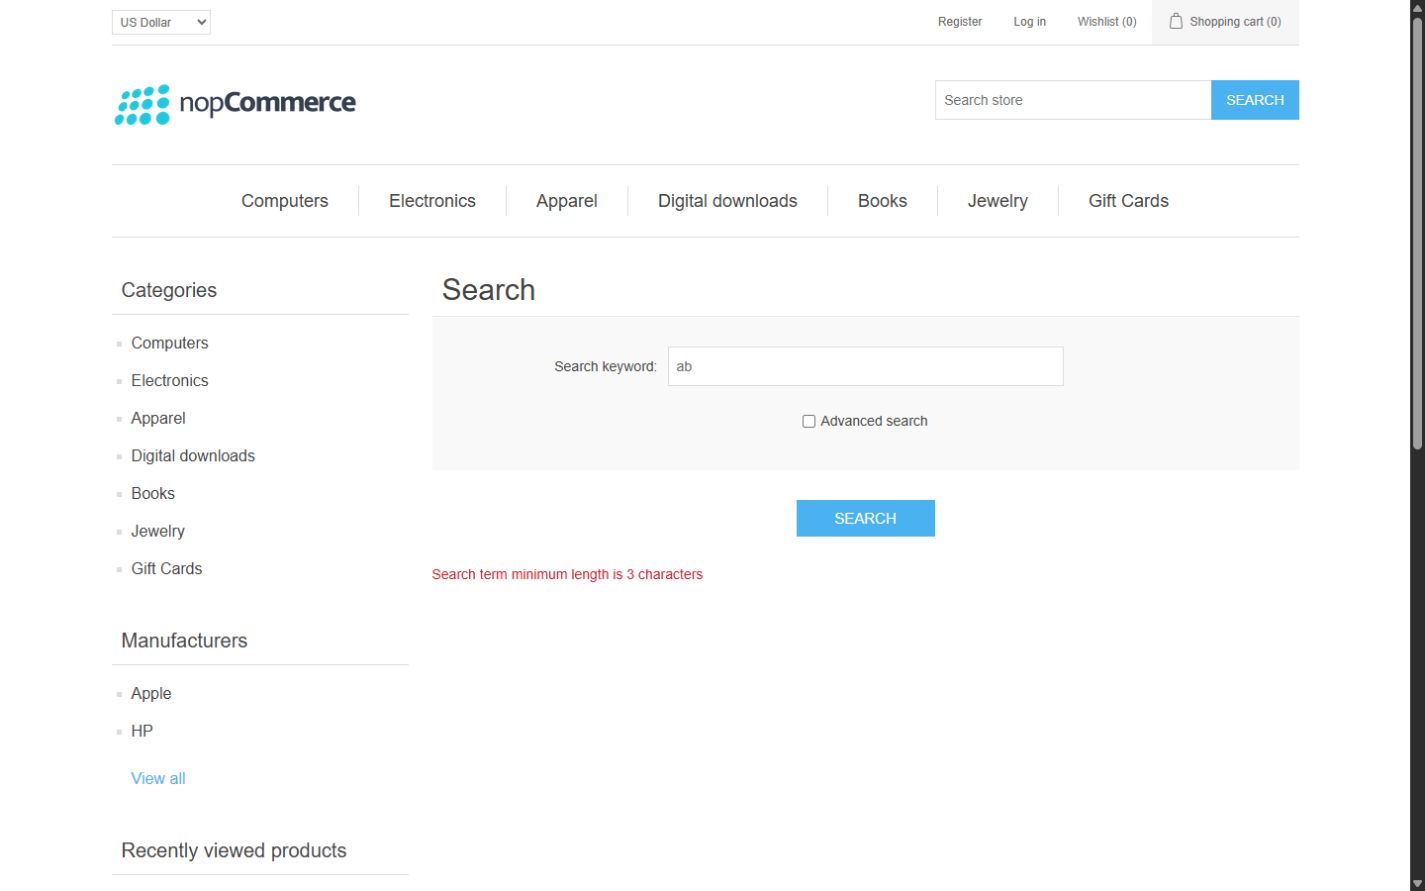 US Dollar
Register
Log in
Wishlist (0)
Shopping cart (0)
nopCommerce
Search store
SEARCH
Computers
Electronics
Apparel
Digital downloads
Books
Jewelry
Gift Cards
Categories
Computers
Electronics
Apparel
Digital downloads
Books
Jewelry
Gift Cards
Manufacturers
Apple
HP
View all
Recently viewed products
Search
Search keyword:
ab
Advanced search
SEARCH
Search term minimum length is 3 characters